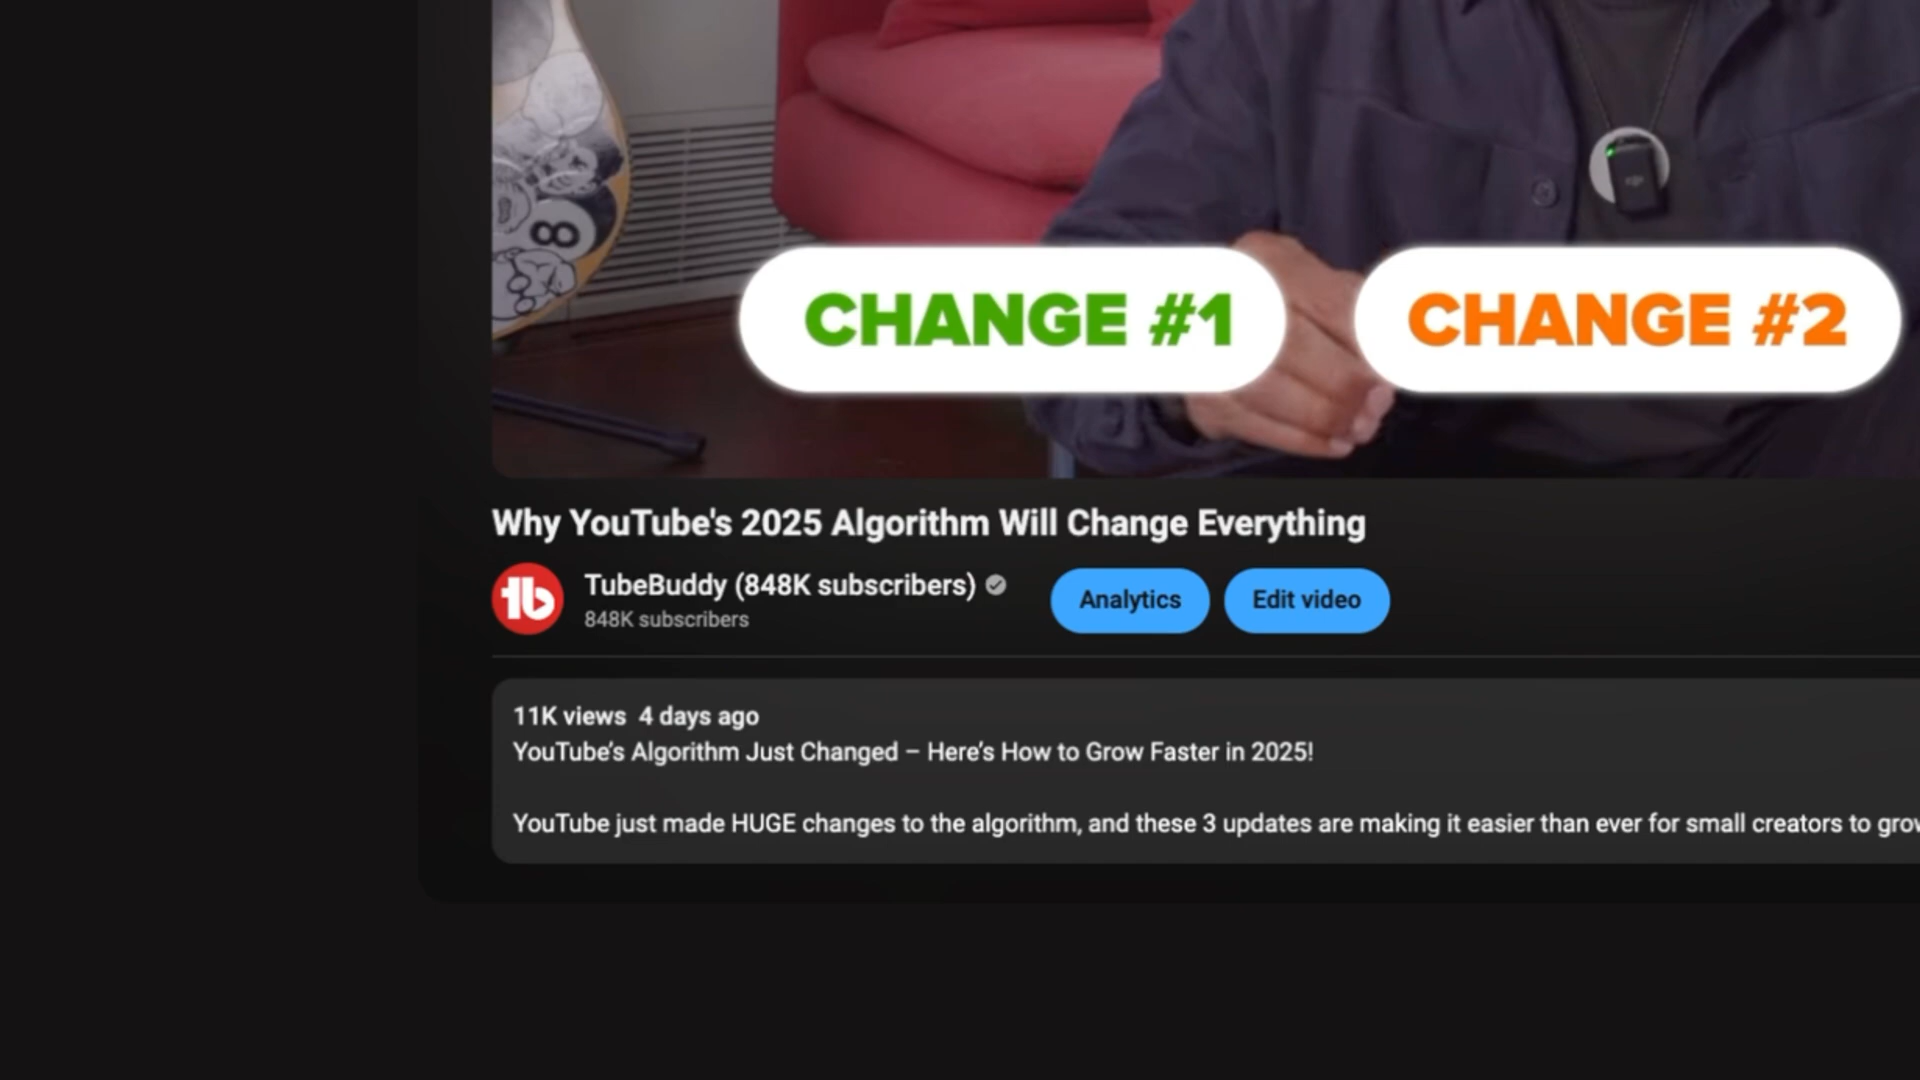 8
CHANGE #1
CHANGE #2
Why YouTube's 2025 Algorithm Will Change Everything
tb
TubeBuddy (848K subscribers)
848K subscribers
Analytics
Edit video
11K views 4 days ago
YouTube’s Algorithm Just Changed – Here’s How to Grow Faster in 2025!
YouTube just made HUGE changes to the algorithm, and these 3 updates are making it easier than ever for small creators to